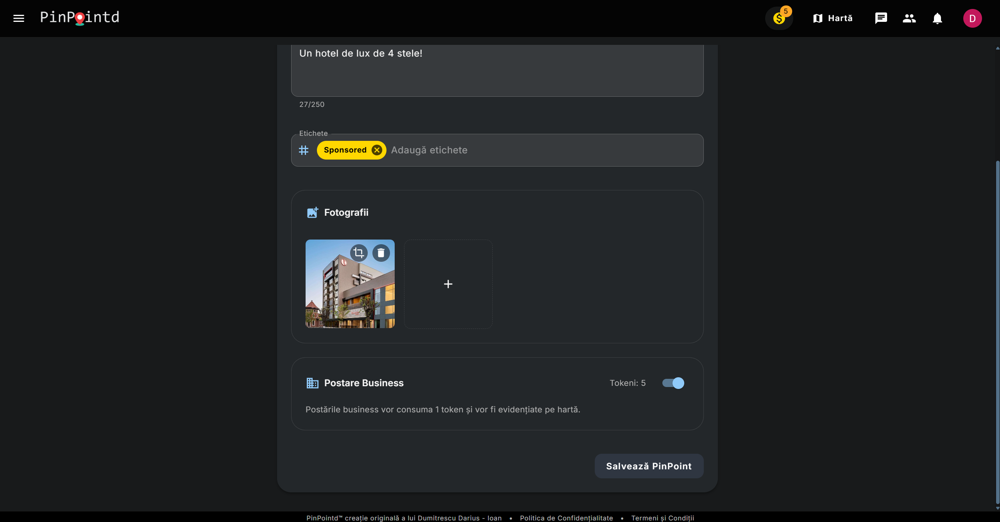 PinPointd
5
Hartă
D
Un hotel de lux de 4 stele!
27/250
Etichete
Sponsored
Adaugă etichete
Fotografii
Postare Business
Tokeni: 5
Postările business vor consuma 1 token și vor fi evidențiate pe hartă.
Salvează PinPoint
PinPointd™ creație originală a lui Dumitrescu Darius - Ioan • Politica de Confidențialitate • Termeni și Condiții